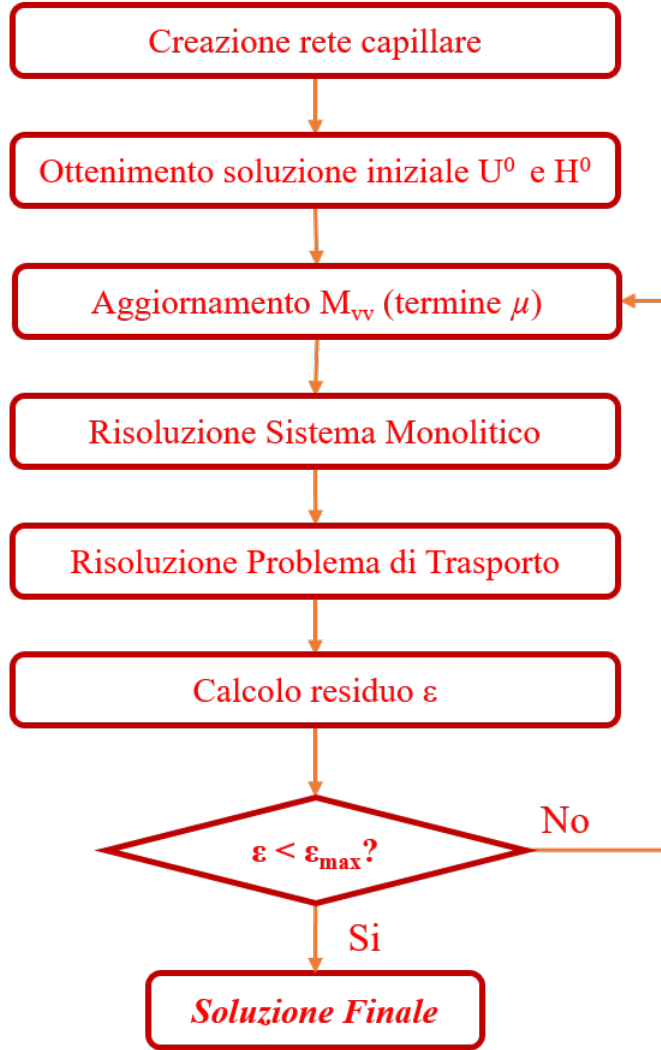 Creazione rete capillare
Ottenimento soluzione iniziale U⁰ e H⁰
Aggiornamento Mᵥᵥ (termine μ)
Risoluzione Sistema Monolitico
Risoluzione Problema di Trasporto
Calcolo residuo ε
ε < εmax?
No
Si
Soluzione Finale